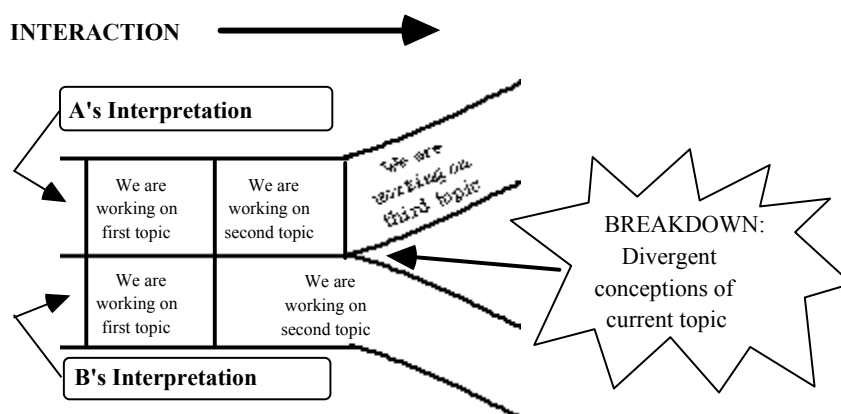 INTERACTION
A's Interpretation
We are
working on
first topic
We are
working on
second topic
We are
working on
third topic
We are
working on
first topic
We are
working on
second topic
B's Interpretation
BREAKDOWN:
Divergent
conceptions of
current topic